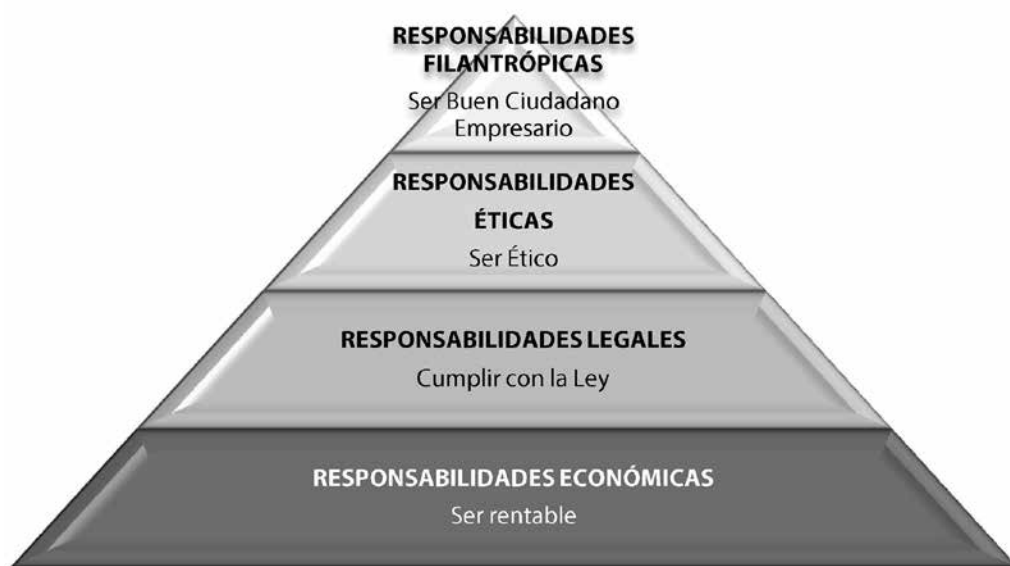 RESPONSABILIDADES
FILANTRÓPICAS
Ser Buen Ciudadano
Empresario
RESPONSABILIDADES
ÉTICAS
Ser Ético
RESPONSABILIDADES LEGALES
Cumplir con la Ley
RESPONSABILIDADES ECONÓMICAS
Ser rentable